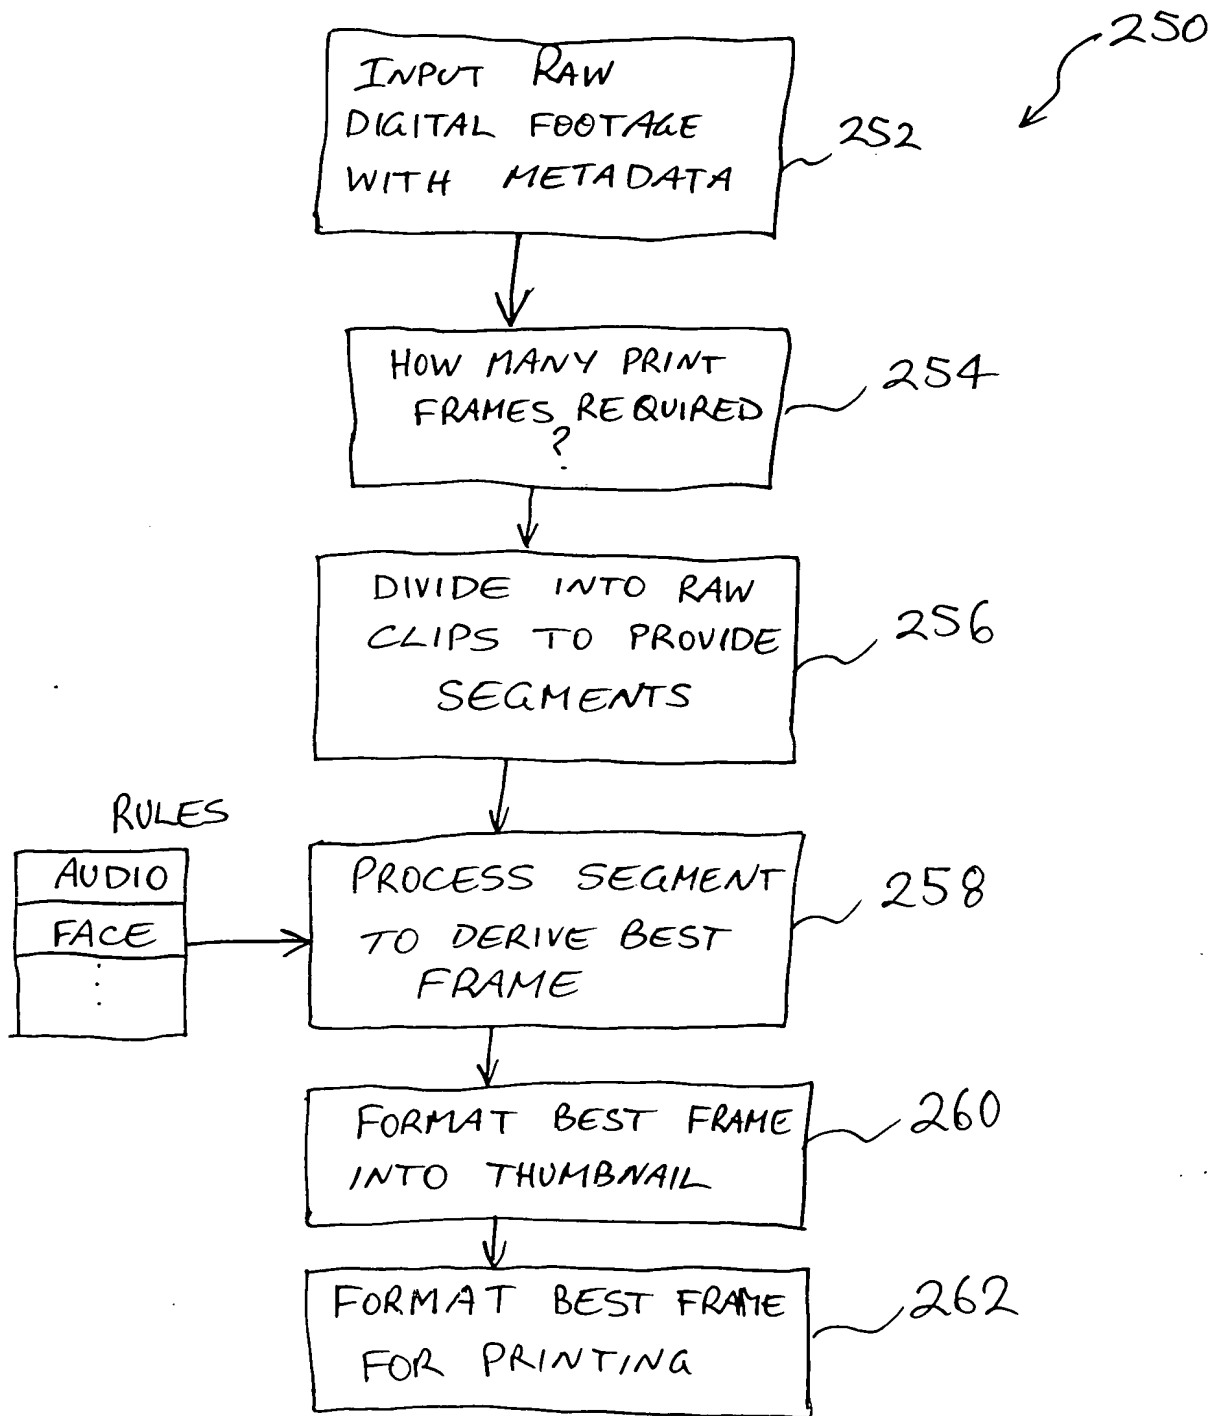 250
INPUT RAW
DIGITAL FOOTAGE
WITH METADATA
252
HOW MANY PRINT
FRAMES REQUIRED
?
254
DIVIDE INTO RAW
CLIPS TO PROVIDE
SEGMENTS
256
RULES
AUDIO
FACE
PROCESS SEGMENT
TO DERIVE BEST
FRAME
258
FORMAT BEST FRAME
INTO THUMBNAIL
260
FORMAT BEST FRAME
FOR PRINTING
262